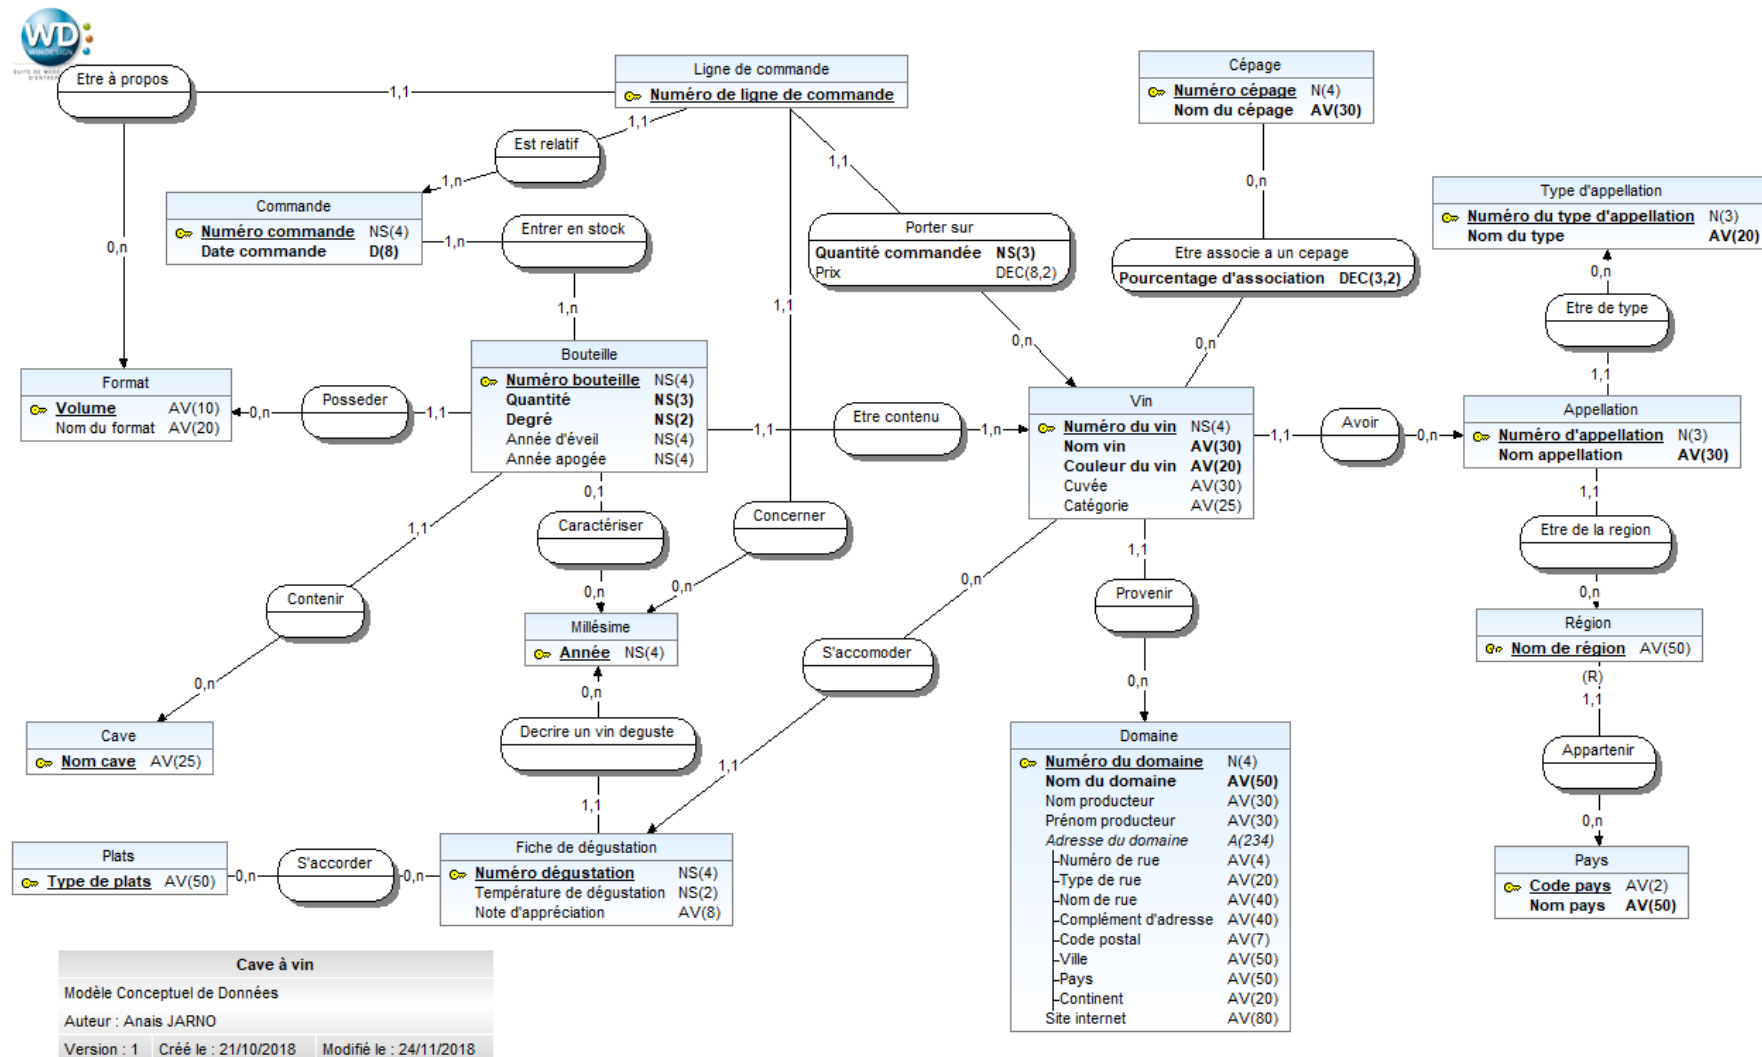 WD
WINDESIGN
Etre à propos
1,1
0,n
Ligne de commande
Numéro de ligne de commande
1,1
Est relatif
1,n
1,1
1,1
Cépage
Numéro cépage N(4)
Nom du cépage AV(30)
0,n
Commande
Numéro commande NS(4)
Date commande D(8)
1,n
Entrer en stock
1,n
Porter sur
Quantité commandée NS(3)
Prix DEC(8,2)
0,n
Etre associe a un cepage
Pourcentage d'association DEC(3,2)
0,n
Type d'appellation
Numéro du type d'appellation N(3)
Nom du type AV(20)
0,n
Etre de type
1,1
Format
Volume AV(10)
Nom du format AV(20)
0,n
Posseder
1,1
Bouteille
Numéro bouteille NS(4)
Quantité NS(3)
Degré NS(2)
Année d'éveil NS(4)
Année apogée NS(4)
1,1
Etre contenu
1,n
Vin
Numéro du vin NS(4)
Nom vin AV(30)
Couleur du vin AV(20)
Cuvée AV(30)
Catégorie AV(25)
1,1
Avoir
0,n
Appellation
Numéro d'appellation N(3)
Nom appellation AV(30)
1,1
Etre de la region
0,n
Région
Nom de région AV(50)
(R)
1,1
Appartenir
0,n
Pays
Code pays AV(2)
Nom pays AV(50)
1,1
Contenir
0,n
Cave
Nom cave AV(25)
0,1
Caractériser
0,n
Concerner
0,n
Millésime
Année NS(4)
0,n
Decrire un vin deguste
1,1
0,n
S'accomoder
1,1
1,1
Provenir
0,n
Domaine
Numéro du domaine N(4)
Nom du domaine AV(50)
Nom producteur AV(30)
Prénom producteur AV(30)
Adresse du domaine A(234)
Numéro de rue AV(4)
Type de rue AV(20)
Nom de rue AV(40)
Complément d'adresse AV(40)
Code postal AV(7)
Ville AV(50)
Pays AV(50)
Continent AV(20)
Site internet AV(80)
Plats
Type de plats AV(50)
0,n
S'accorder
0,n
Fiche de dégustation
Numéro dégustation NS(4)
Température de dégustation NS(2)
Note d'appréciation AV(8)
Cave à vin
Modèle Conceptuel de Données
Auteur : Anais JARNO
Version : 1 Créé le : 21/10/2018 Modifié le : 24/11/2018